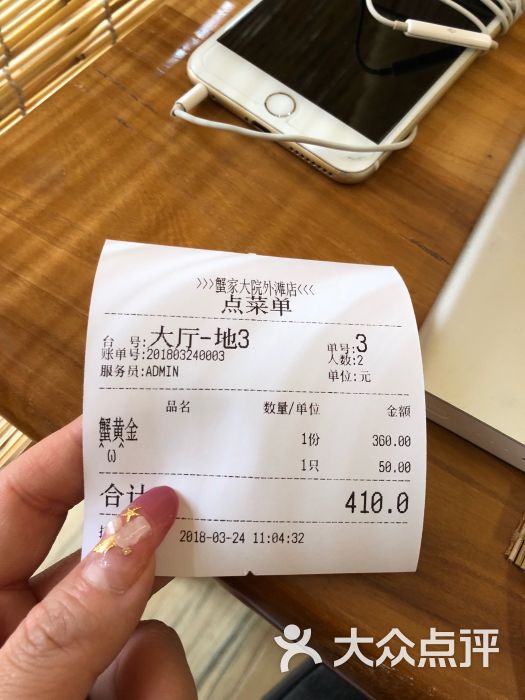 >>>蟹家大院外滩店<<<
点菜单
台 号:大厅-地3 单号:3
账单号:201803240003 人数:2
服务员:ADMIN 单位:元
品名 数量/单位 金额
蟹黄金
1份 360.00
1只 50.00
合计 410.0
2018-03-24 11:04:32
大众点评